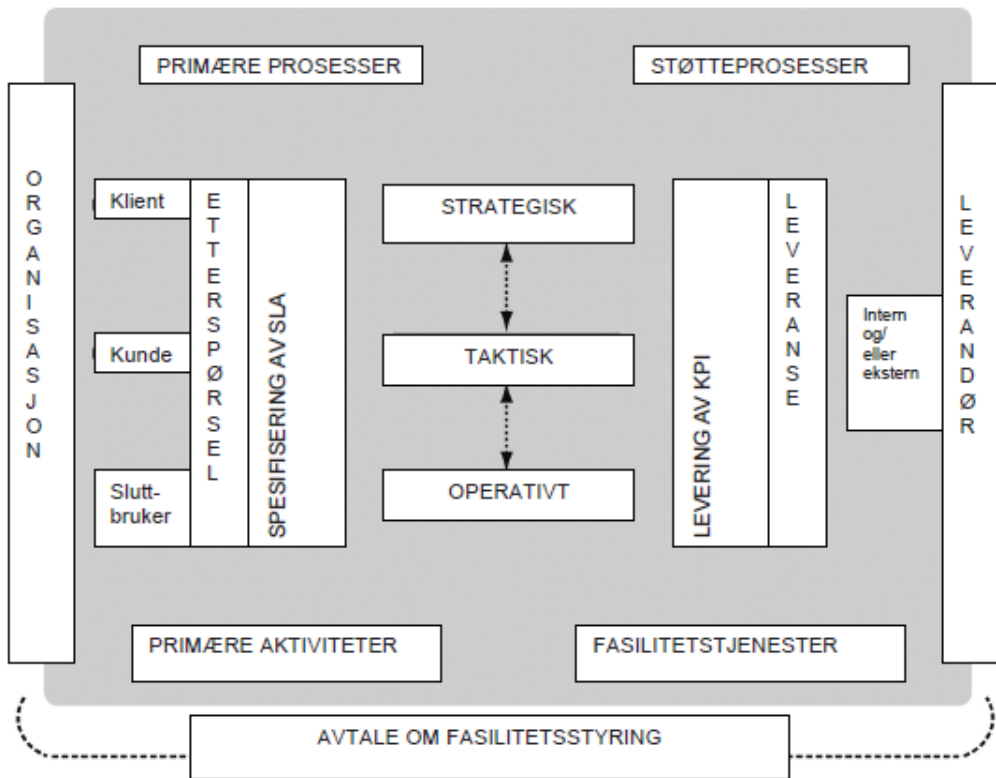 PRIMÆRE PROSESSER
STØTTEPROSESSER
ORGANISASJON
Klient
Kunde
Slutt-
bruker
ETTERSPØRSEL
SPESIFISERING AV SLA
STRATEGISK
TAKTISK
OPERATIVT
LEVERING AV KPI
LEVERANSE
Intern
og/
eller
ekstern
LEVERANDØR
PRIMÆRE AKTIVITETER
FASILITETSTJENESTER
AVTALE OM FASILITETSSTYRING